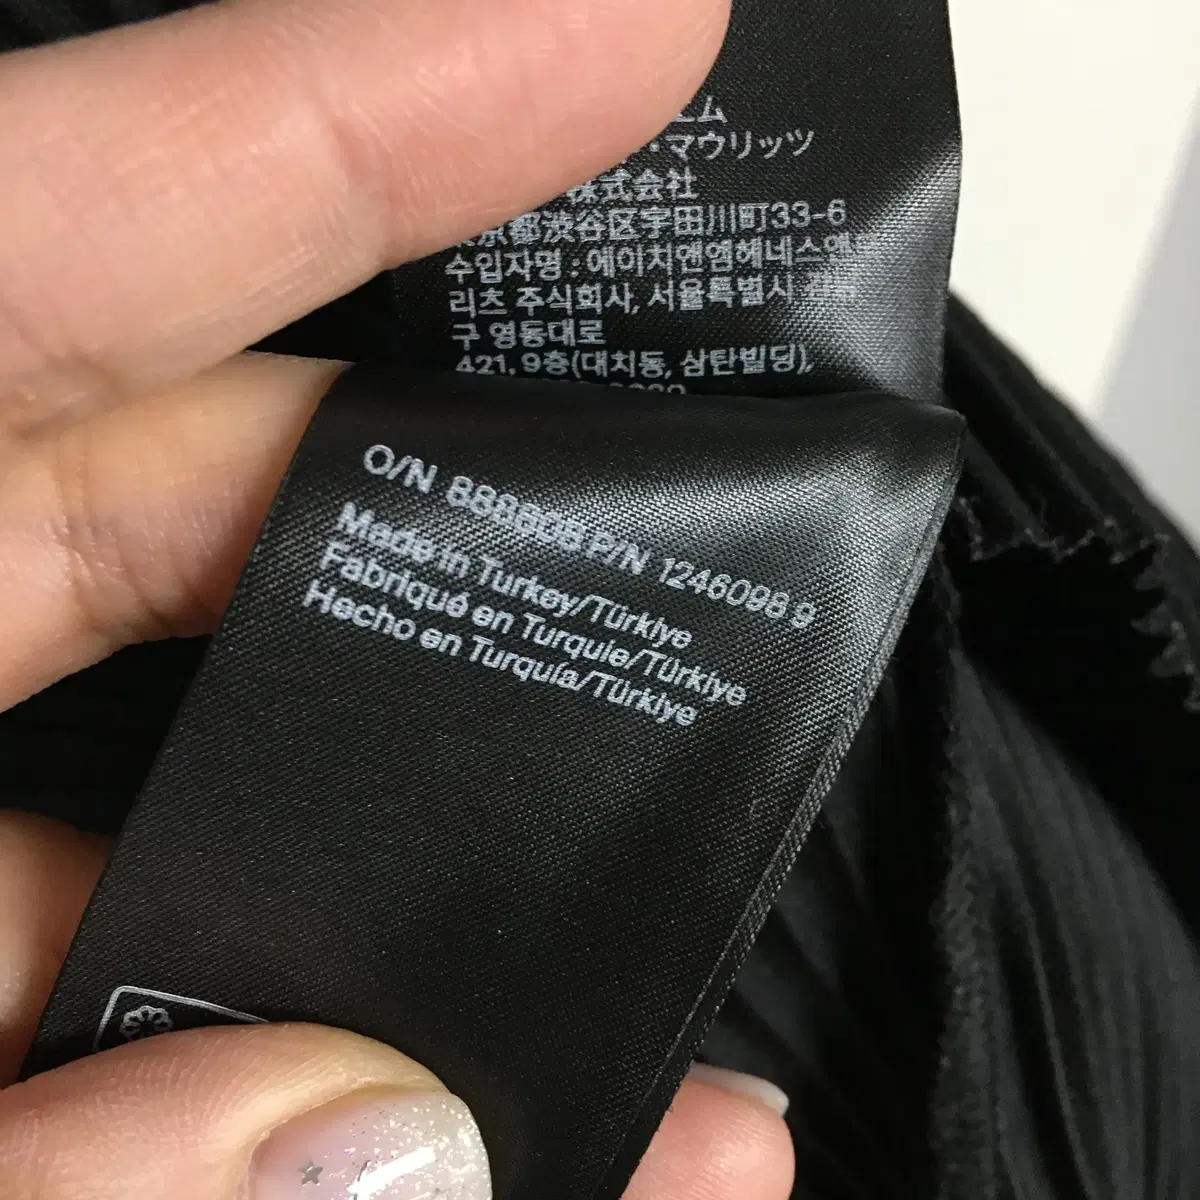 ム
・マウリッツ
株式会社
京都渋谷区宇田川町33-6
수입자명 : 에이치앤엠헤네스앤
리츠 주식회사, 서울특별시
구 영동대로
421, 9층(대치동, 삼탄빌딩),
O/N 888808 P/N 1246098 9
Made in Turkey/Türkiye
Fabriqué en Turquie/Türkiye
Hecho en Turquía/Türkiye